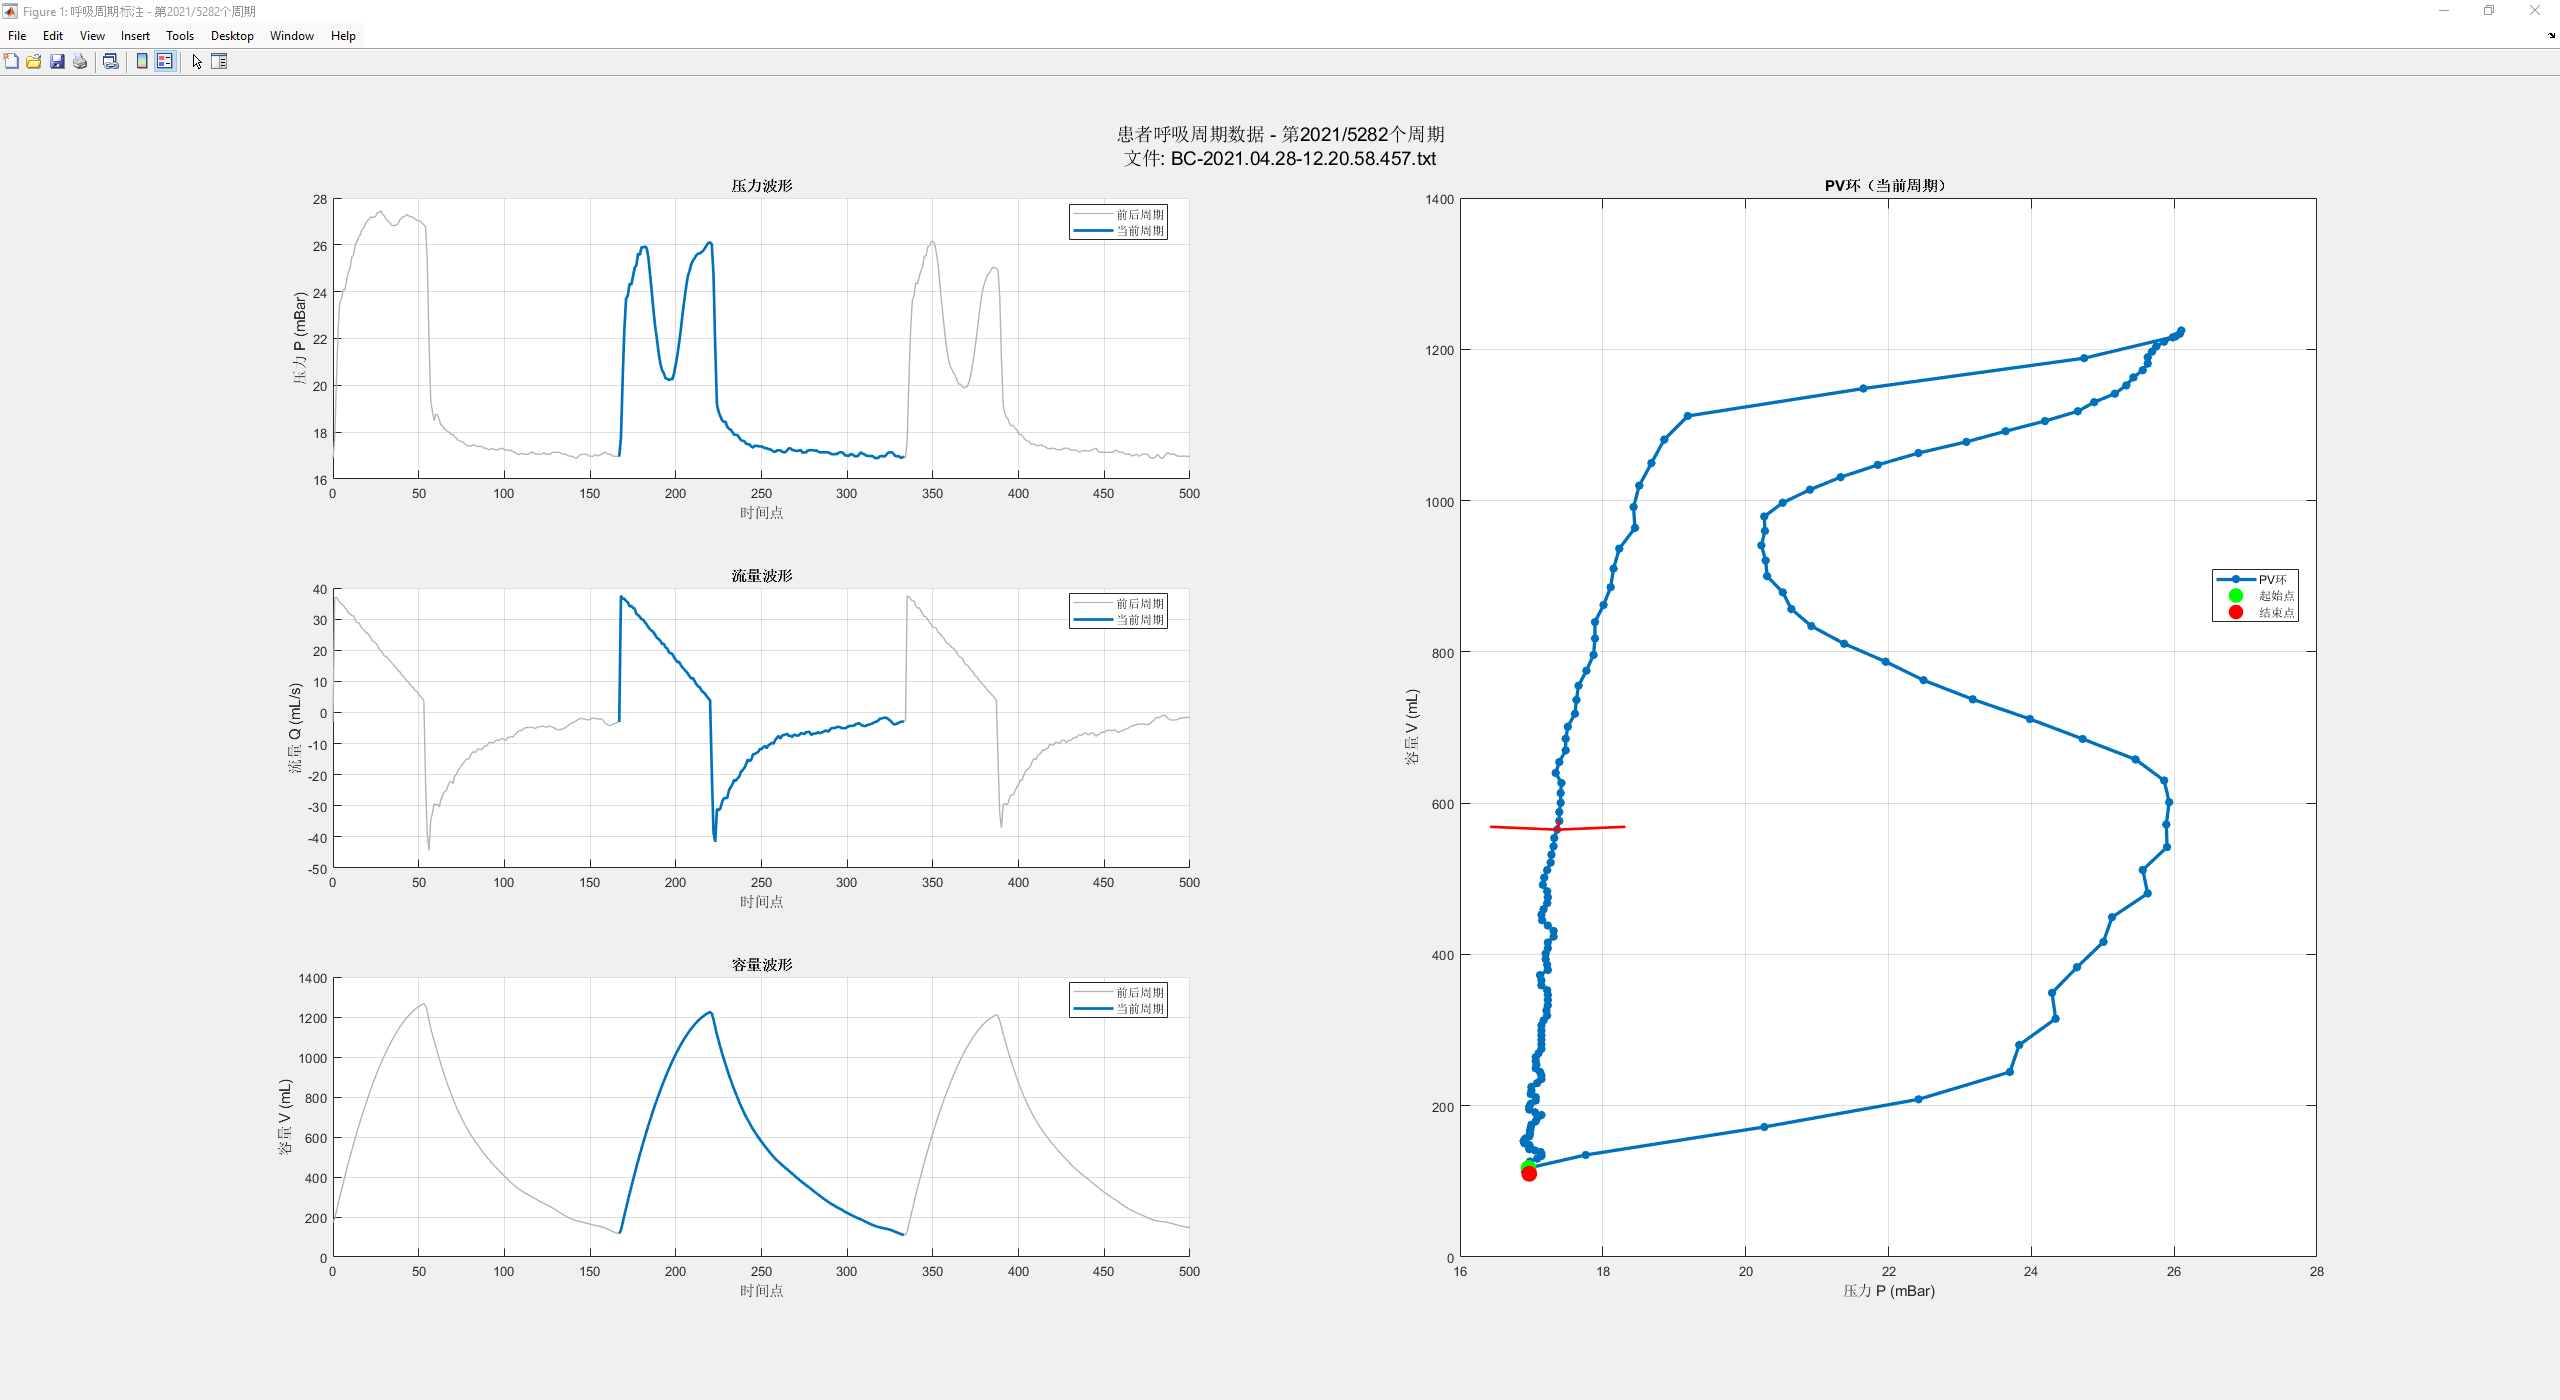 Figure 1: 呼吸周期标注 - 第2021/5282个周期
File Edit View Insert Tools Desktop Window Help
患者呼吸周期数据 - 第2021/5282个周期
文件: BC-2021.04.28-12.20.58.457.txt
压力波形
28
26
24
22
20
18
16
0 50 100 150 200 250 300 350 400 450 500
压力 P (mBar)
时间点
前后周期
当前周期
流量波形
40
30
20
10
0
-10
-20
-30
-40
-50
0 50 100 150 200 250 300 350 400 450 500
流量 Q (mL/s)
时间点
前后周期
当前周期
容量波形
1400
1200
1000
800
600
400
200
0
0 50 100 150 200 250 300 350 400 450 500
容量 V (mL)
时间点
前后周期
当前周期
PV环（当前周期）
1400
1200
1000
800
600
400
200
0
16 18 20 22 24 26 28
容量 V (mL)
压力 P (mBar)
PV环
起始点
结束点